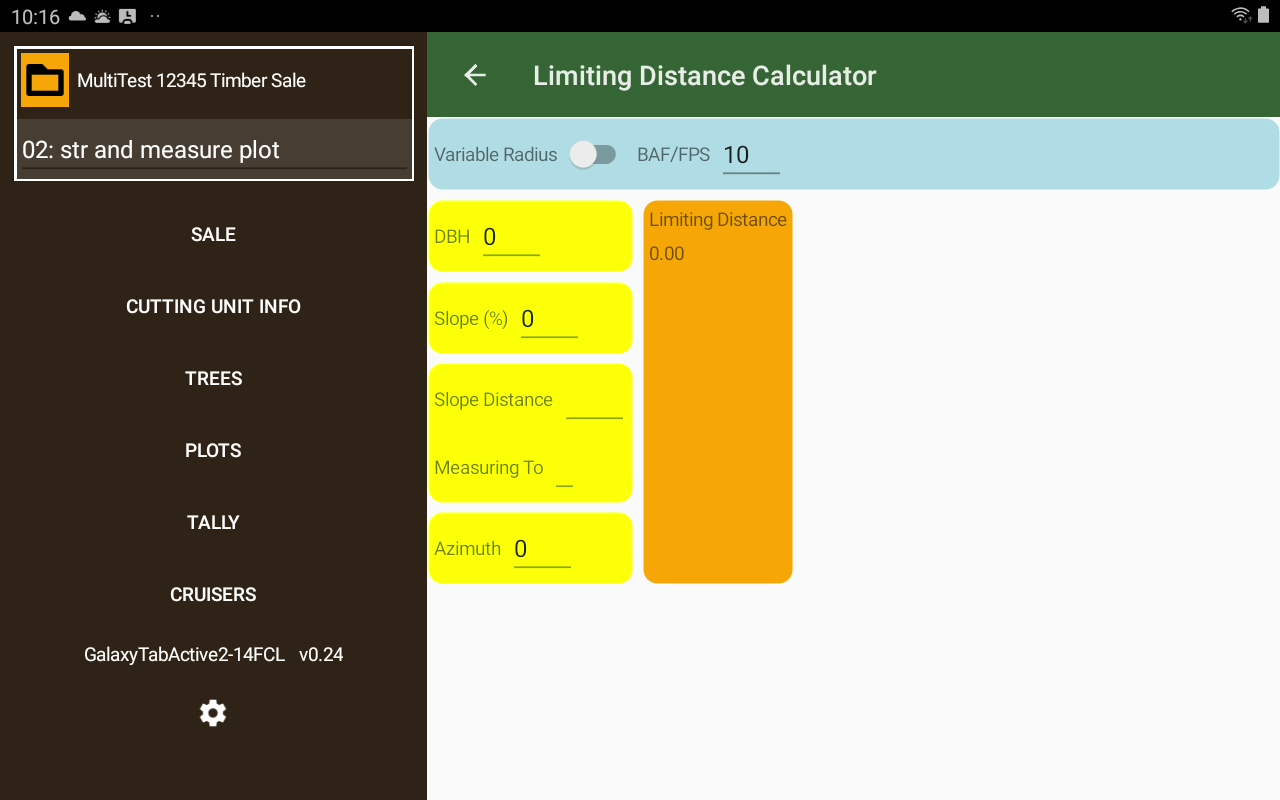 10:16
MultiTest 12345 Timber Sale
02: str and measure plot
SALE
CUTTING UNIT INFO
TREES
PLOTS
TALLY
CRUISERS
GalaxyTabActive2-14FCL v0.24
Limiting Distance Calculator
Variable Radius BAF/FPS 10
DBH 0
Slope (%) 0
Slope Distance
Measuring To
Azimuth 0
Limiting Distance
0.00